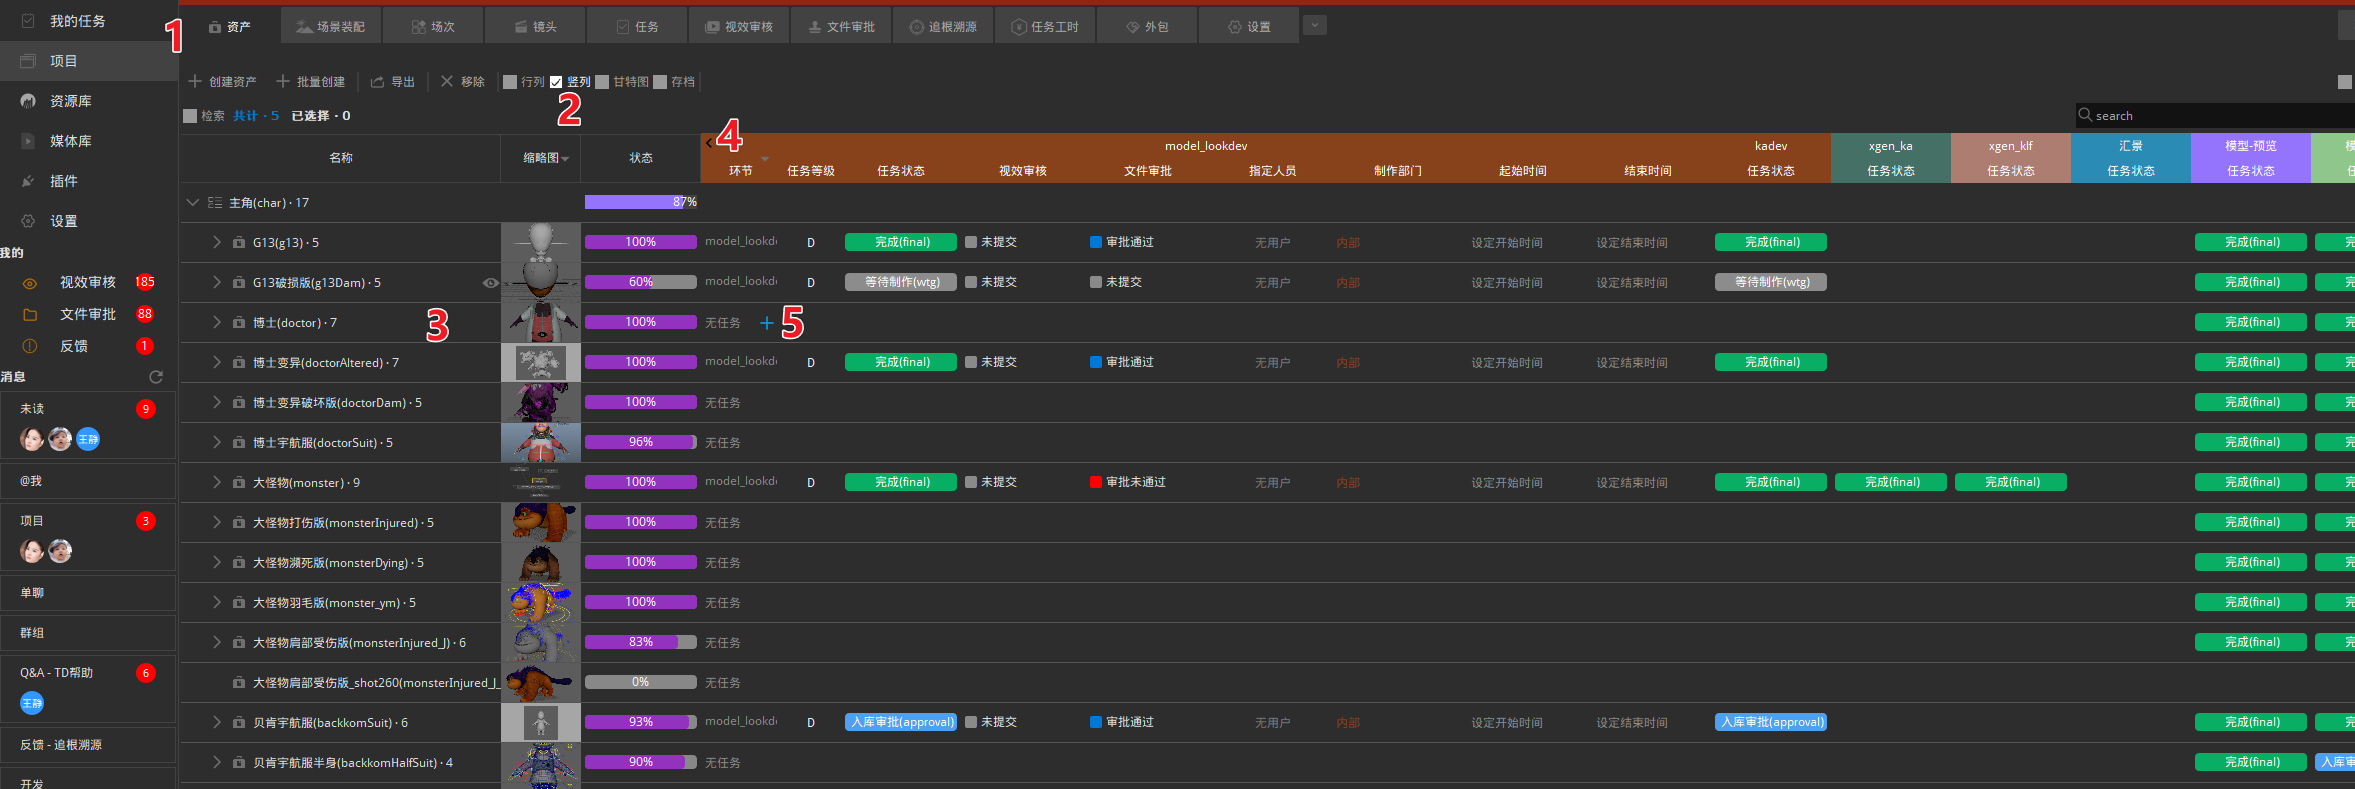 我的任务
项目
资源库
媒体库
插件
设置
我的
视效审核 185
文件审批 88
反馈 1
消息
未读 9
王静
@我
项目 3
单聊
群组
Q&A - TD帮助 6
王静
反馈 - 追根溯源
开发
1
资产 场景装配 场次 镜头 任务 视效审核 文件审批 追根溯源 任务工时 外包 设置
创建资产 批量创建 导出 移除 行列 竖列 甘特图 存档
2
检索 共计 · 5 已选择 · 0
search
名称 缩略图 状态
4
model_lookdev kadev xgen_ka xgen_klf 汇景 模型-预览
环节 任务等级 任务状态 视效审核 文件审批 指定人员 制作部门 起始时间 结束时间 任务状态 任务状态 任务状态 任务状态 任务状态
主角(char) · 17 87%
G13(g13) · 5 100% model_lookd D 完成(final) 未提交 审批通过 无用户 内部 设定开始时间 设定结束时间 完成(final) 完成(final) 完
G13破损版(g13Dam) · 5 60% model_lookd D 等待制作(wtg) 未提交 未提交 无用户 内部 设定开始时间 设定结束时间 等待制作(wtg) 完成(final) 完
3
博士(doctor) · 7 100% 无任务 + 5 完成(final) 完
博士变异(doctorAltered) · 7 100% model_lookd D 完成(final) 未提交 审批通过 无用户 内部 设定开始时间 设定结束时间 完成(final) 完成(final) 完
博士变异破坏版(doctorDam) · 5 100% 无任务 完成(final) 完
博士宇航服(doctorSuit) · 5 96% 无任务 完成(final) 完
大怪物(monster) · 9 100% model_lookd D 完成(final) 未提交 审批未通过 无用户 内部 设定开始时间 设定结束时间 完成(final) 完成(final) 完成(final) 完成(final) 完
大怪物打伤版(monsterInjured) · 5 100% 无任务 完成(final) 完
大怪物濒死版(monsterDying) · 5 100% 无任务 完成(final) 完
大怪物羽毛版(monster_ym) · 5 100% 无任务 完成(final) 完
大怪物肩部受伤版(monsterInjured_J) · 6 83% 无任务 完成(final) 完
大怪物肩部受伤版_shot260(monsterInjured_J_ 0% 无任务
贝肯宇航服(backkomSuit) · 6 93% model_lookd D 入库审批(approval) 未提交 审批通过 无用户 内部 设定开始时间 设定结束时间 入库审批(approval) 完成(final) 完
贝肯宇航服半身(backkomHalfSuit) · 4 90% 无任务 完成(final) 入库审